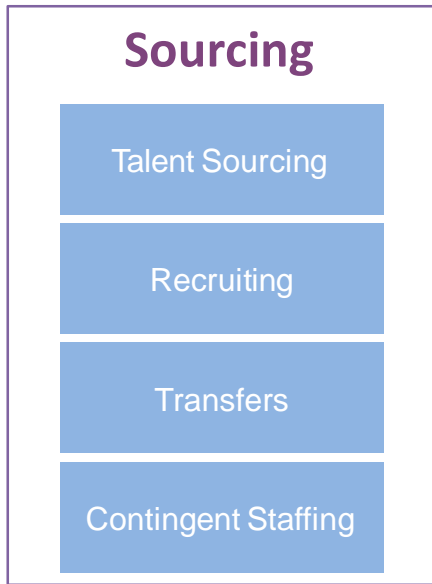 Sourcing
Talent Sourcing
Recruiting
Transfers
Contingent Staffing